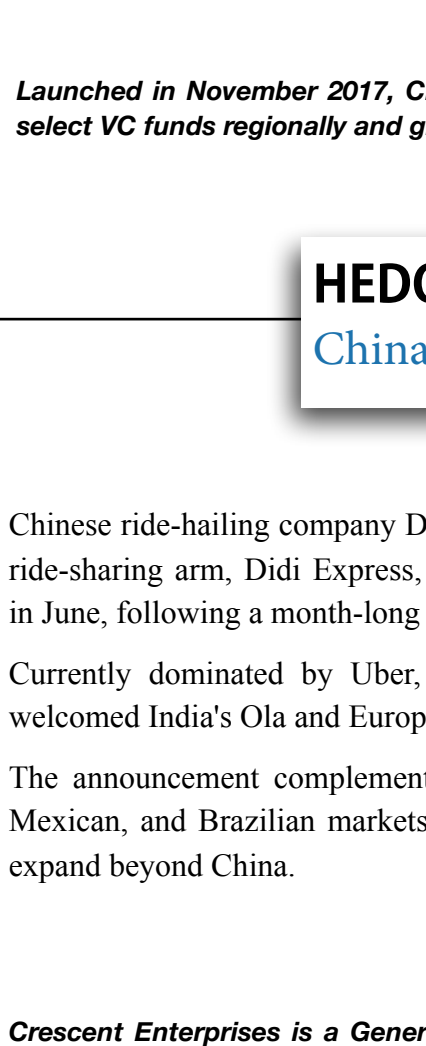 Launched in November 2017, C
select VC funds regionally and g
HEDG
China
Chinese ride-hailing company D
ride-sharing arm, Didi Express,
in June, following a month-long
Currently dominated by Uber,
welcomed India's Ola and Europ
The announcement complement
Mexican, and Brazilian markets
expand beyond China.
Crescent Enterprises is a Gener